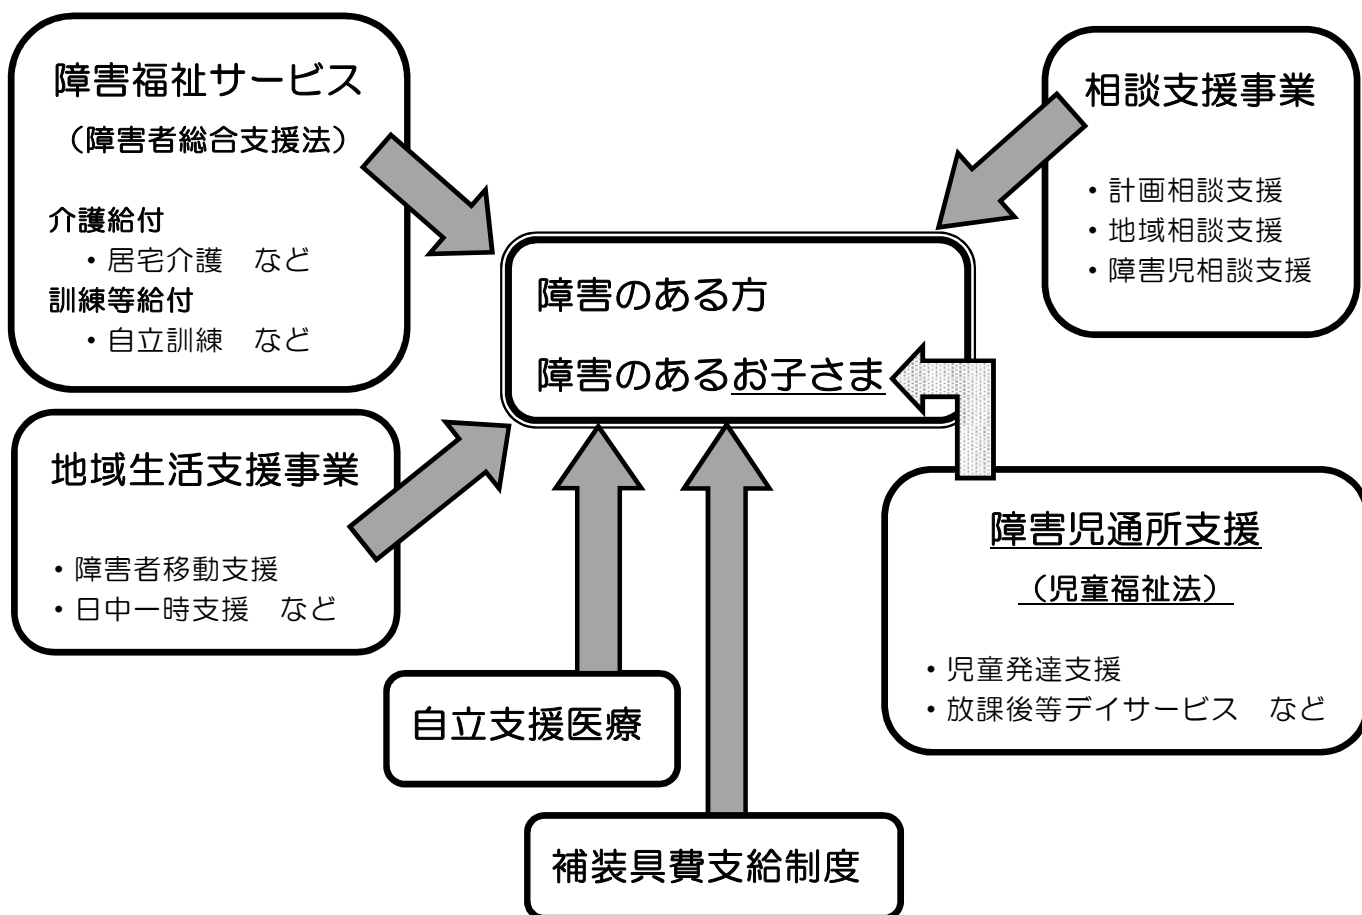 障害福祉サービス
（障害者総合支援法）
介護給付
・居宅介護　など
訓練等給付
・自立訓練　など
相談支援事業
・計画相談支援
・地域相談支援
・障害児相談支援
障害のある方
障害のあるお子さま
地域生活支援事業
・障害者移動支援
・日中一時支援　など
障害児通所支援
（児童福祉法）
・児童発達支援
・放課後等デイサービス　など
自立支援医療
補装具費支給制度